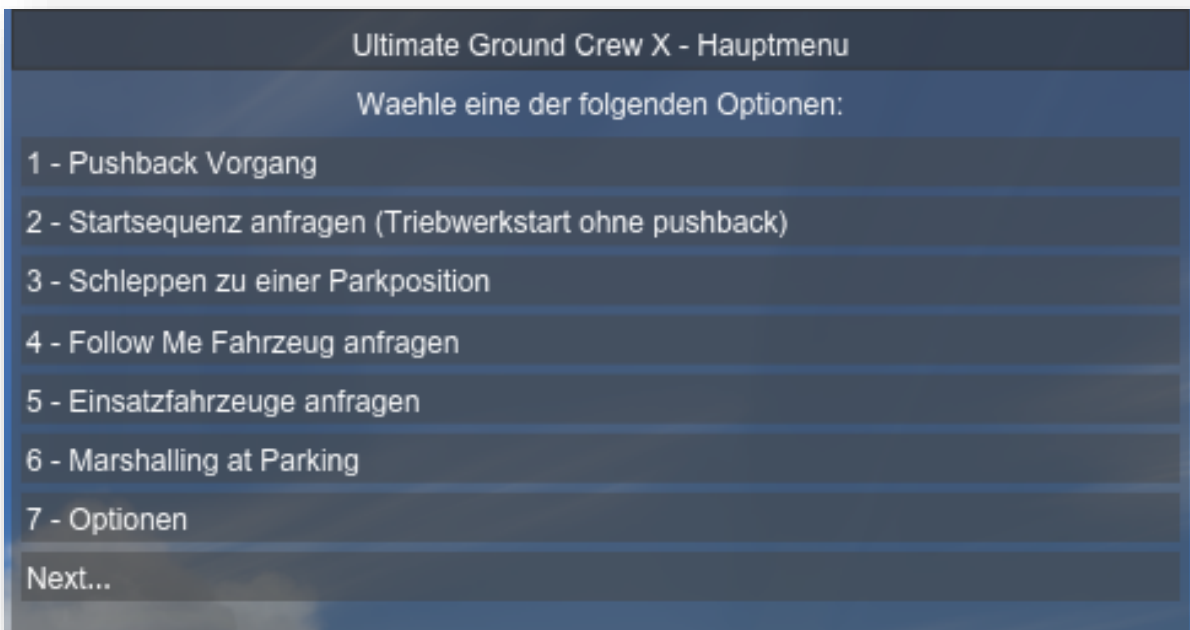 Ultimate Ground Crew X - Hauptmenu
Waehle eine der folgenden Optionen:
1 - Pushback Vorgang
2 - Startsequenz anfragen (Triebwerkstart ohne pushback)
3 - Schleppen zu einer Parkposition
4 - Follow Me Fahrzeug anfragen
5 - Einsatzfahrzeuge anfragen
6 - Marshalling at Parking
7 - Optionen
Next...